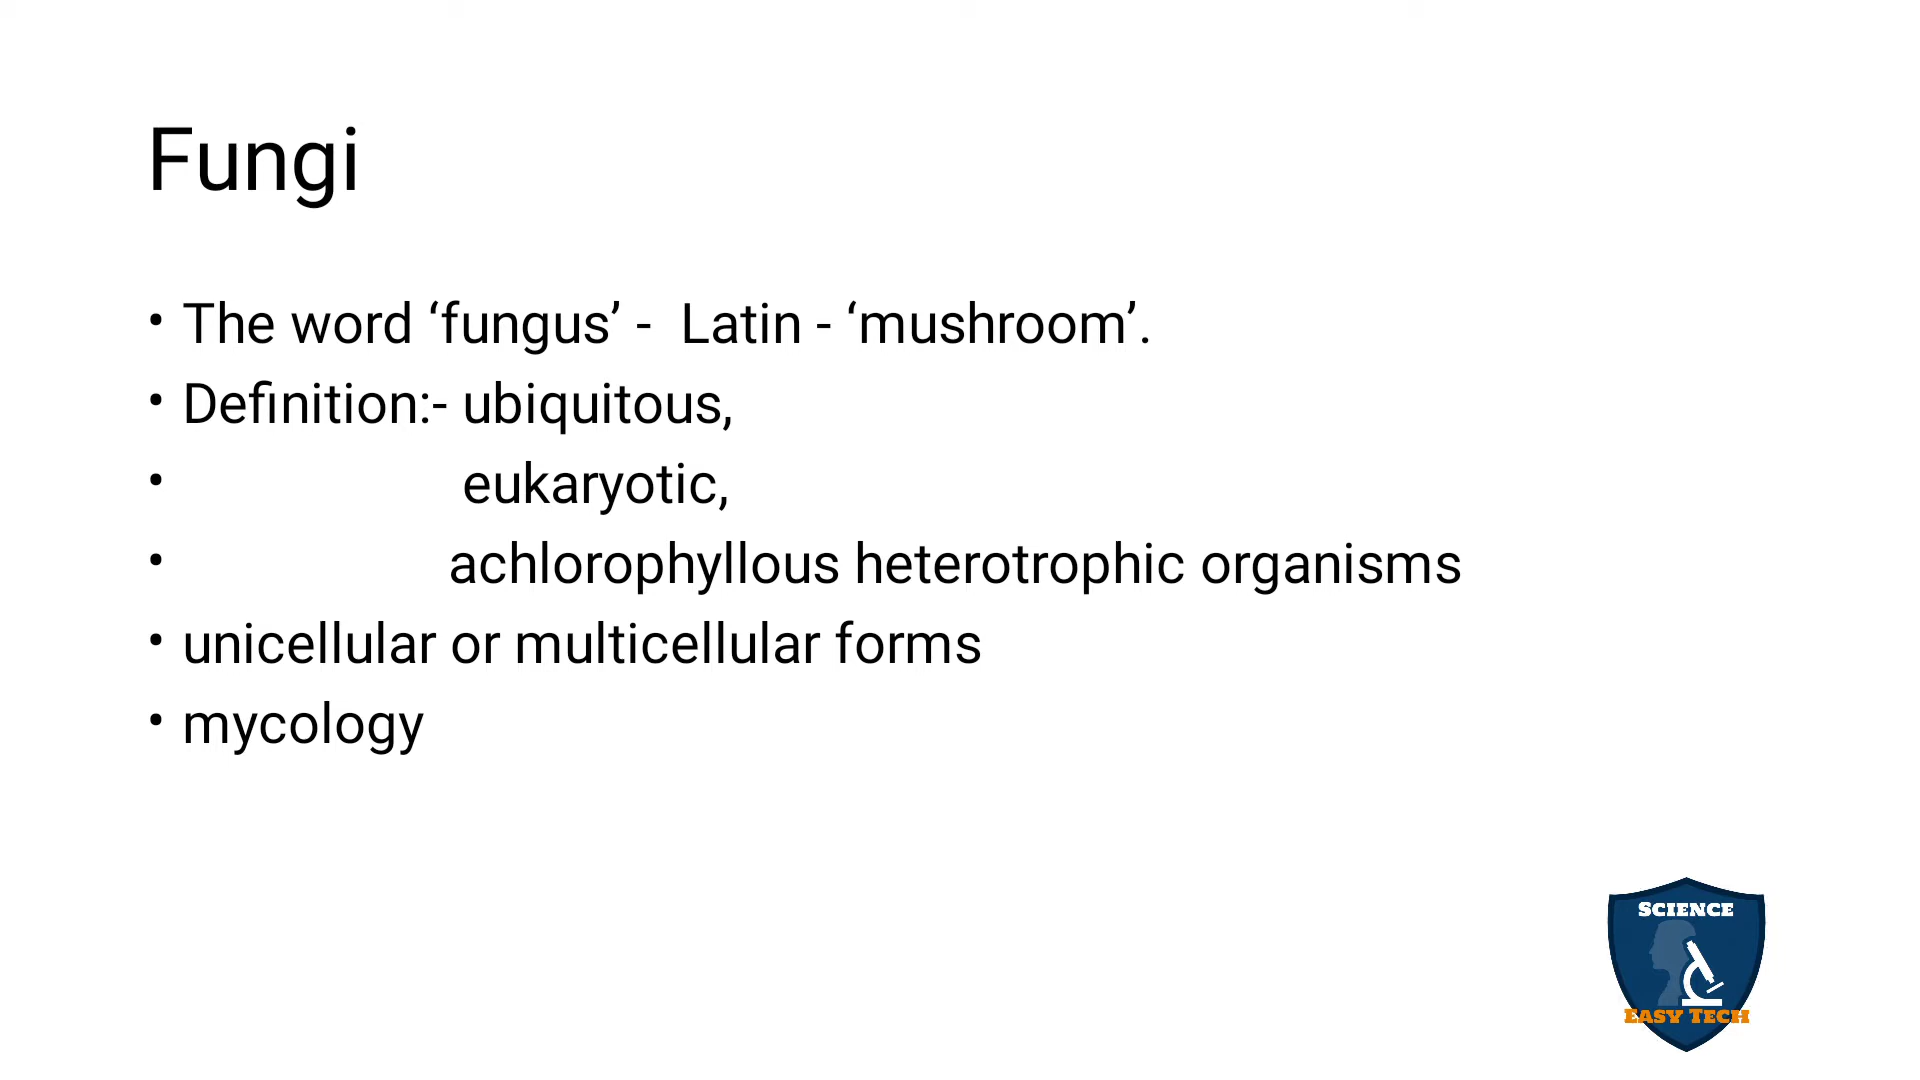 Fungi
• The word ‘fungus’ - Latin - ‘mushroom’.
• Definition:- ubiquitous,
• eukaryotic,
• achlorophyllous heterotrophic organisms
• unicellular or multicellular forms
• mycology
SCIENCE
EASY TECH